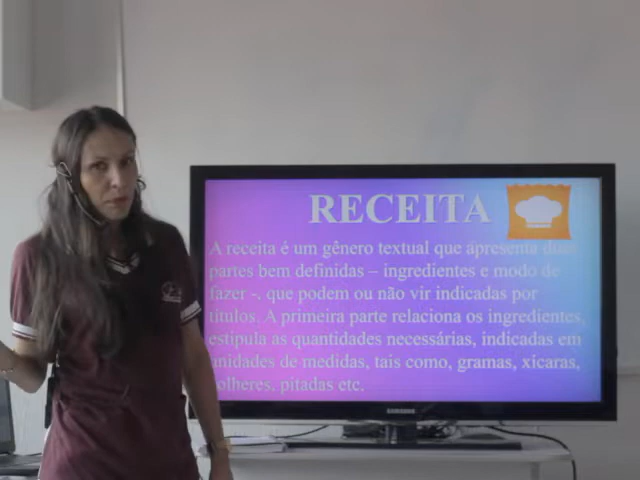 RECEITA
A receita é um gênero textual que apresenta duas
partes bem definidas – ingredientes e modo de
fazer -, que podem ou não vir indicadas por
títulos. A primeira parte relaciona os ingredientes,
estipula as quantidades necessárias, indicadas em
unidades de medidas, tais como, gramas, xícaras,
colheres, pitadas etc.
SAMSUNG